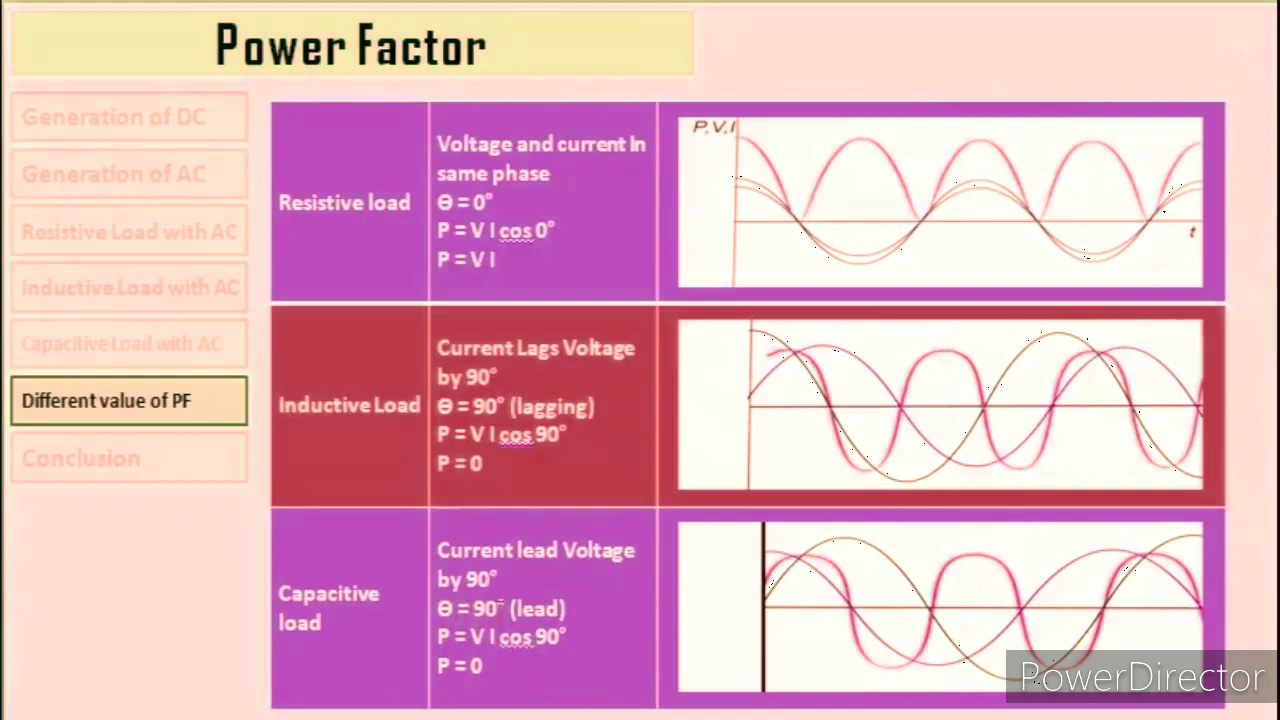 Power Factor
Generation of DC
Generation of AC
Resistive Load with AC
Inductive Load with AC
Capacitive Load with AC
Different value of PF
Conclusion
Resistive load
Voltage and current In
same phase
Ө = 0°
P = V I cos 0°
P = V I
P,V,I
t
Inductive Load
Current Lags Voltage
by 90°
Ө = 90° (lagging)
P = V I cos 90°
P = 0
Capacitive
load
Current lead Voltage
by 90°
Ө = 90° (lead)
P = V I cos 90°
P = 0
PowerDirector